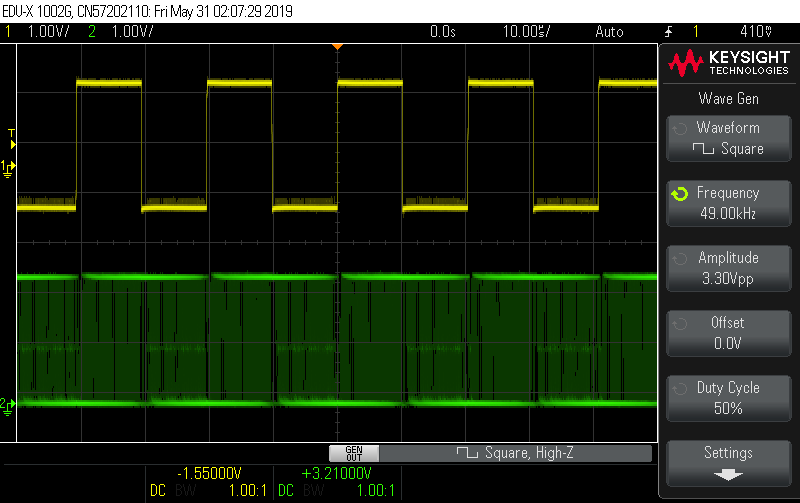 EDU-X 1002G, CN57202110: Fri May 31 02:07:29 2019
1 1.00V/ 2 1.00V/ 0.0s 10.00㎲/ Auto 1 410㎷
KEYSIGHT
TECHNOLOGIES
Wave Gen
Waveform
Square
Frequency
49.00kHz
Amplitude
3.30Vpp
Offset
0.0V
Duty Cycle
50%
Settings
T
1
2
GEN
OUT
Square, High-Z
-1.55000V +3.21000V
DC BW 1.00:1 DC BW 1.00:1